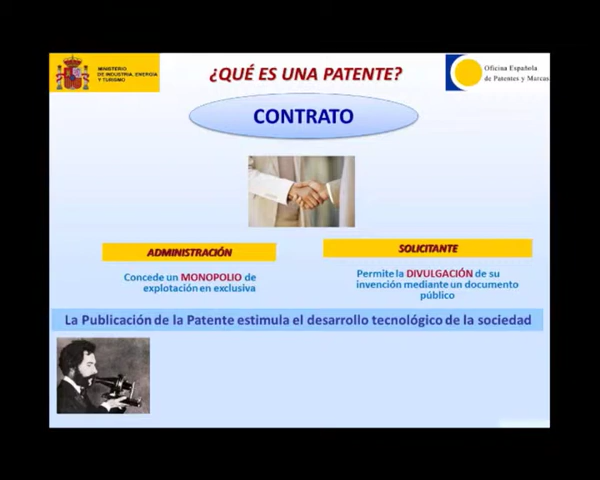 MINISTERIO
DE INDUSTRIA, ENERGÍA
Y TURISMO
¿QUÉ ES UNA PATENTE?
Oficina Española
de Patentes y Marcas
CONTRATO
ADMINISTRACIÓN
SOLICITANTE
Concede un MONOPOLIO de
explotación en exclusiva
Permite la DIVULGACIÓN de su
invención mediante un documento
público
La Publicación de la Patente estimula el desarrollo tecnológico de la sociedad